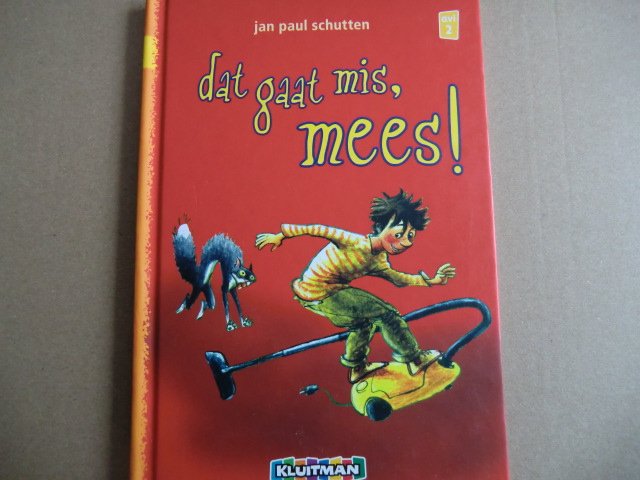 jan paul schutten
avi
2
dat gaat mis,
mees!
KLUITMAN